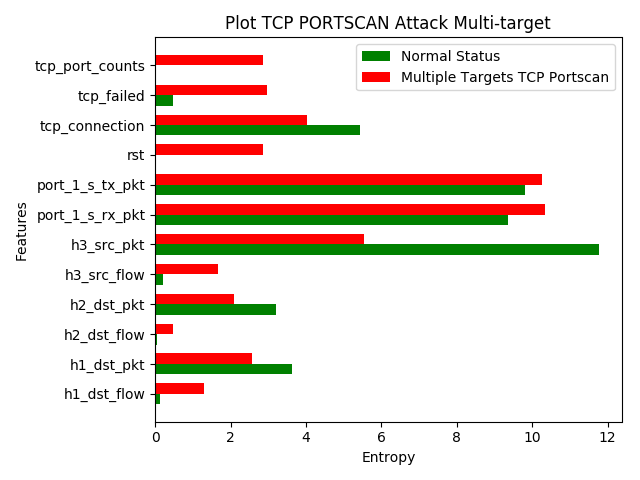 Plot TCP PORTSCAN Attack Multi-target
Normal Status
Multiple Targets TCP Portscan
Features
tcp_port_counts
tcp_failed
tcp_connection
rst
port_1_s_tx_pkt
port_1_s_rx_pkt
h3_src_pkt
h3_src_flow
h2_dst_pkt
h2_dst_flow
h1_dst_pkt
h1_dst_flow
0 2 4 6 8 10 12
Entropy